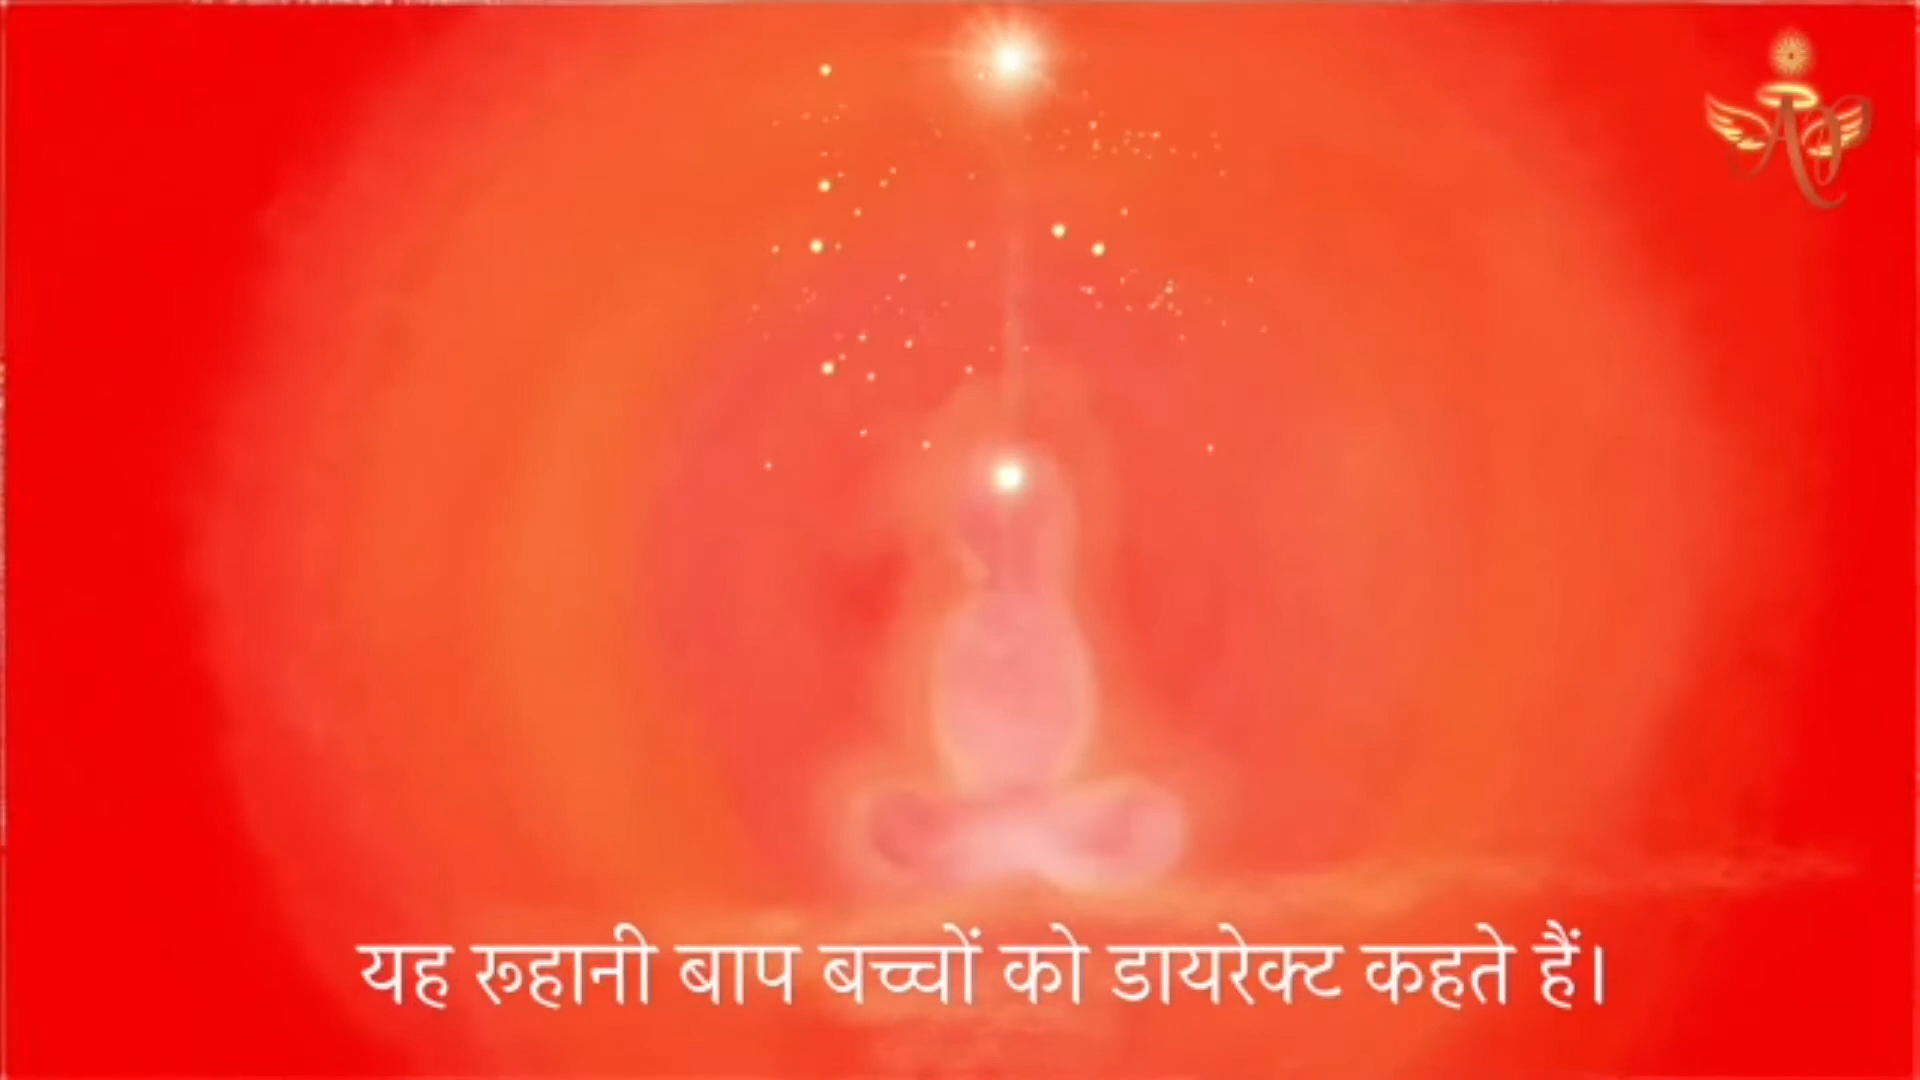 यह रूहानी बाप बच्चों को डायरेक्ट कहते हैं।